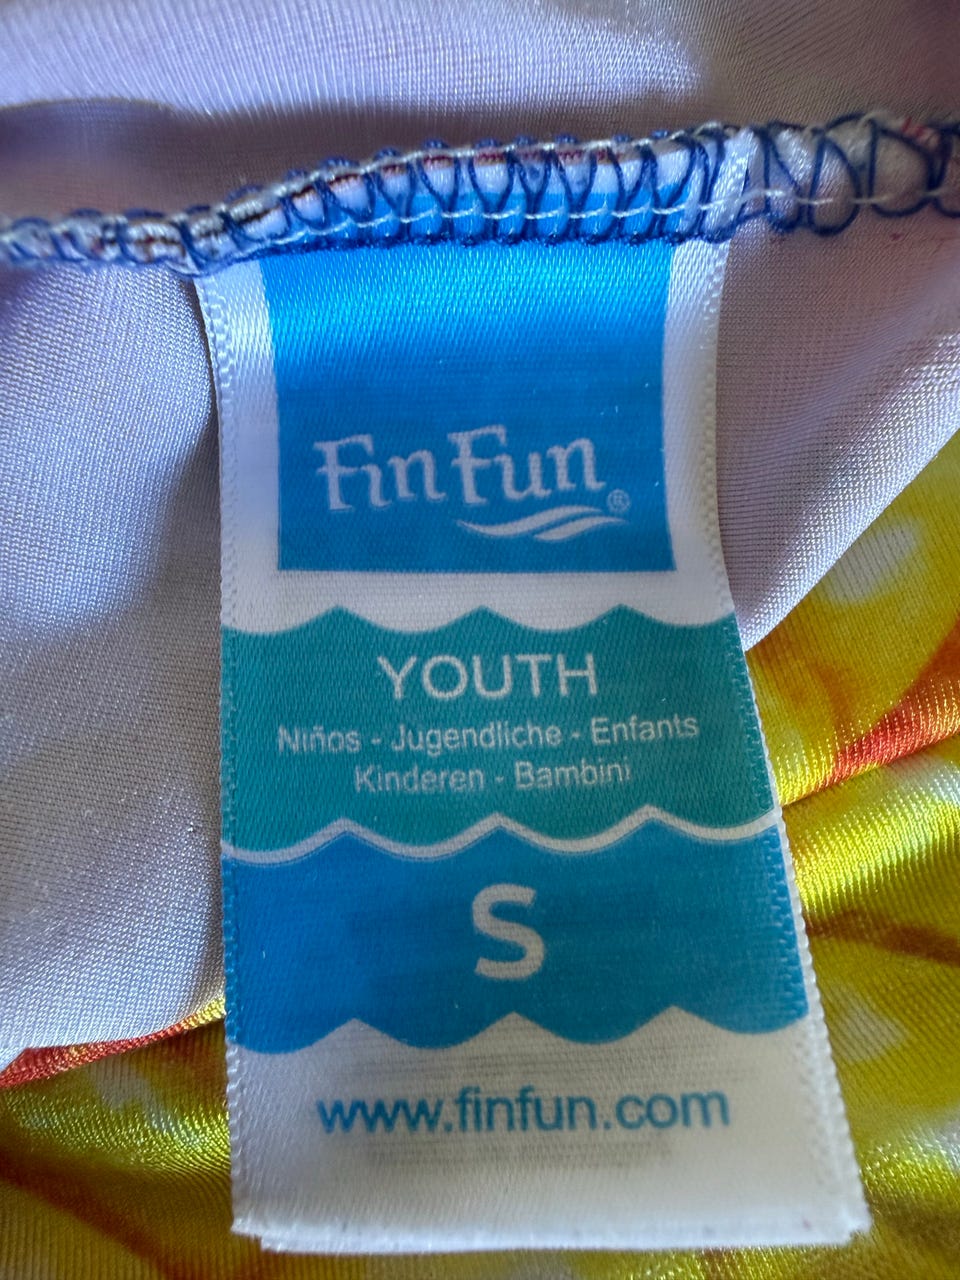 Fin Fun®
YOUTH
Niños - Jugendliche - Enfants
Kinderen - Bambini
S
www.finfun.com